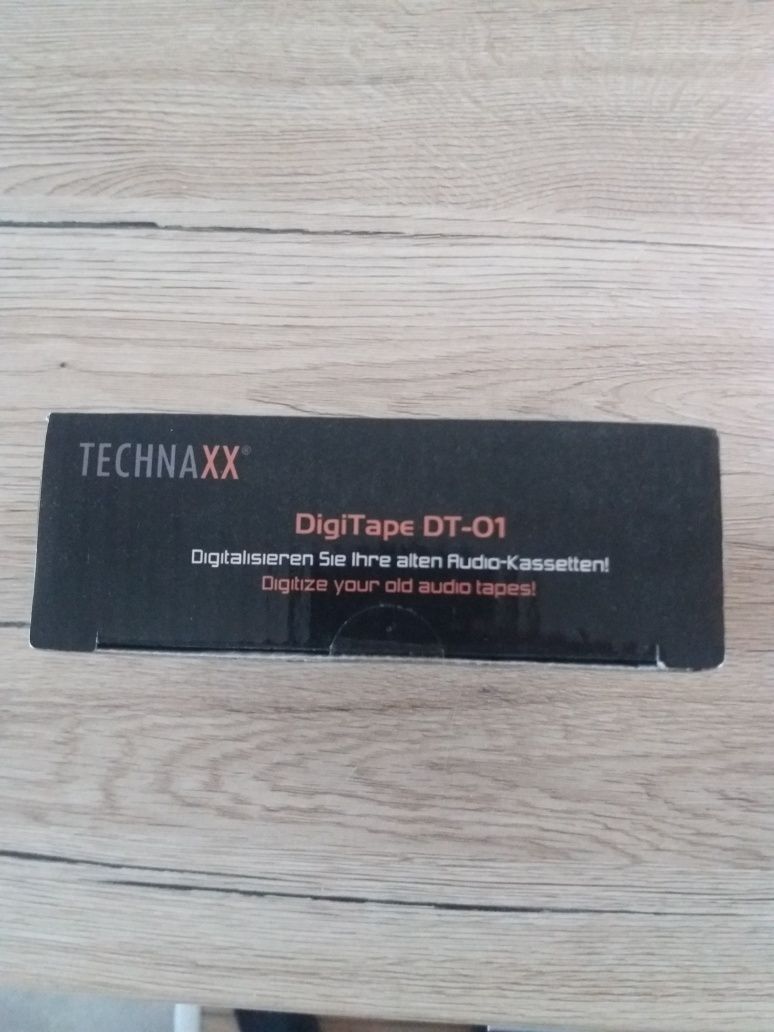 TECHNAXX®
DigiTape DT-01
Digitalisieren Sie Ihre alten Audio-Kassetten!
Digitize your old audio tapes!